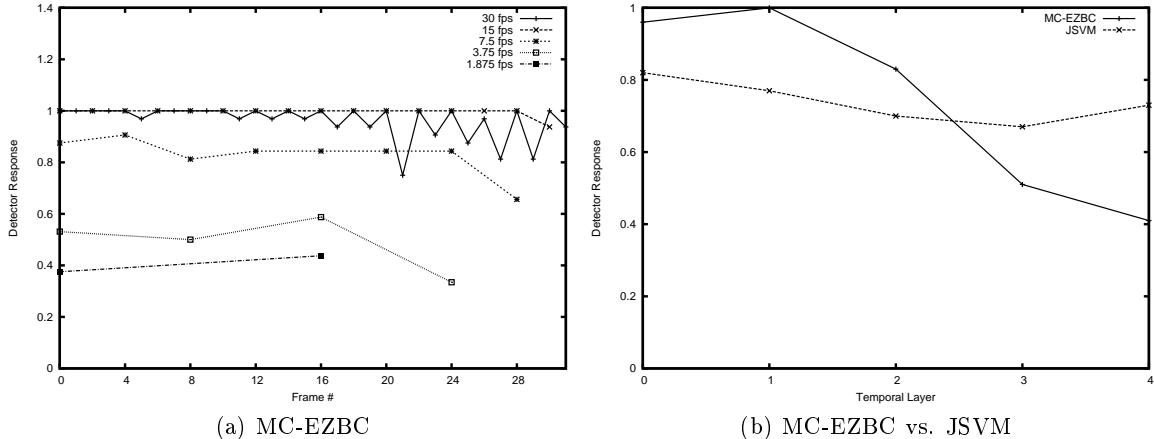 1.4
1.2
1
0.8
0.6
0.4
0.2
0
Detector Response
0 4 8 12 16 20 24 28
Frame #
30 fps
15 fps
7.5 fps
3.75 fps
1.875 fps
(a) MC-EZBC
1
0.8
0.6
0.4
0.2
0
Detector Response
0 1 2 3 4
Temporal Layer
MC-EZBC
JSVM
(b) MC-EZBC vs. JSVM